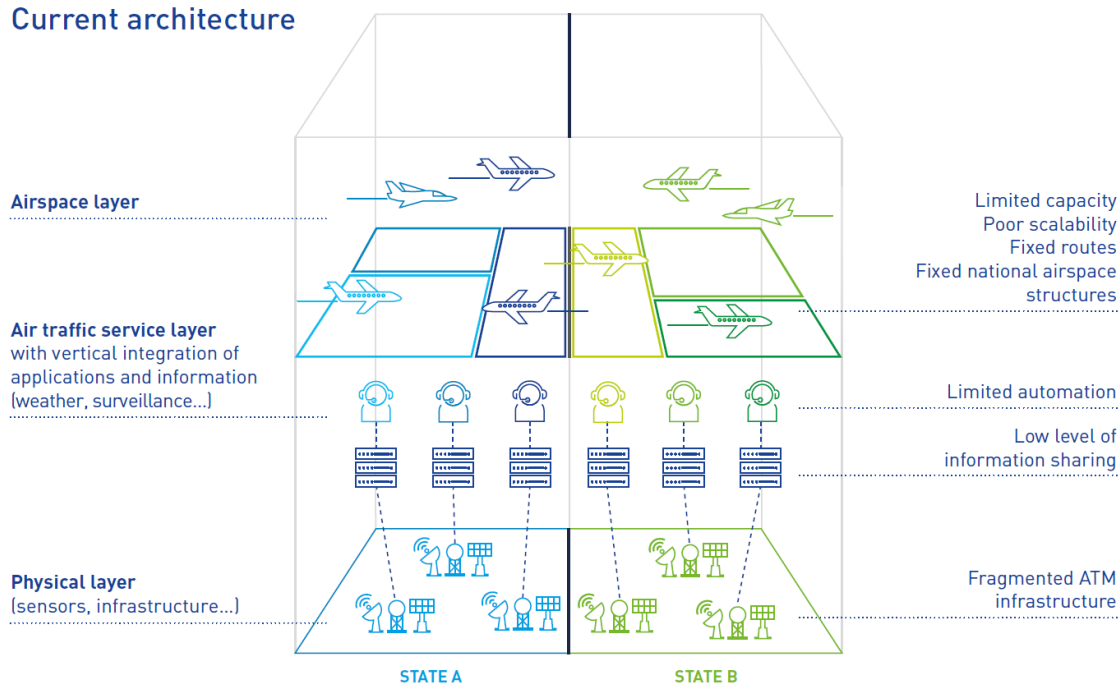 Current architecture
Airspace layer
Limited capacity
Poor scalability
Fixed routes
Fixed national airspace
structures
Air traffic service layer
with vertical integration of
applications and information
(weather, surveillance...)
Limited automation
Low level of
information sharing
Physical layer
(sensors, infrastructure...)
Fragmented ATM
infrastructure
STATE A
STATE B